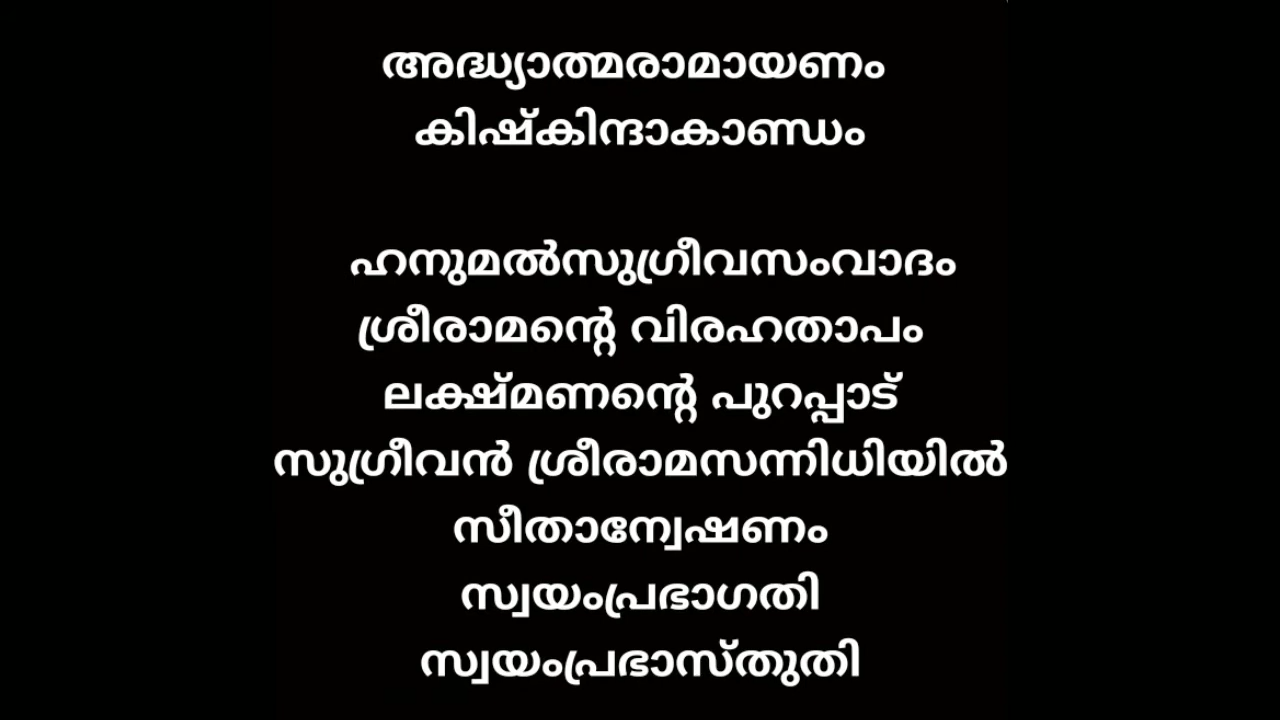 അദ്ധ്യാത്മരാമായണം
കിഷ്കിന്ദാകാണ്ഡം
ഹനുമൽസുഗ്രീവസംവാദം
ശ്രീരാമന്റെ വിരഹതാപം
ലക്ഷ്മണന്റെ പുറപ്പാട്
സുഗ്രീവൻ ശ്രീരാമസന്നിധിയിൽ
സീതാന്വേഷണം
സ്വയംപ്രഭാഗതി
സ്വയംപ്രഭാസ്തുതി